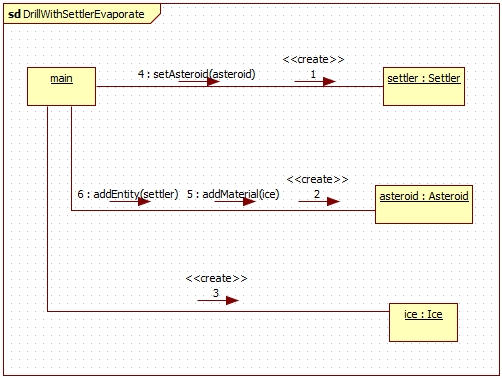 sd DrillWithSettlerEvaporate
<<create>>
main
4 : setAsteroid(asteroid)
1
settler : Settler
<<create>>
6 : addEntity(settler)
5 : addMaterial(ice)
2
asteroid : Asteroid
<<create>>
3
ice : Ice